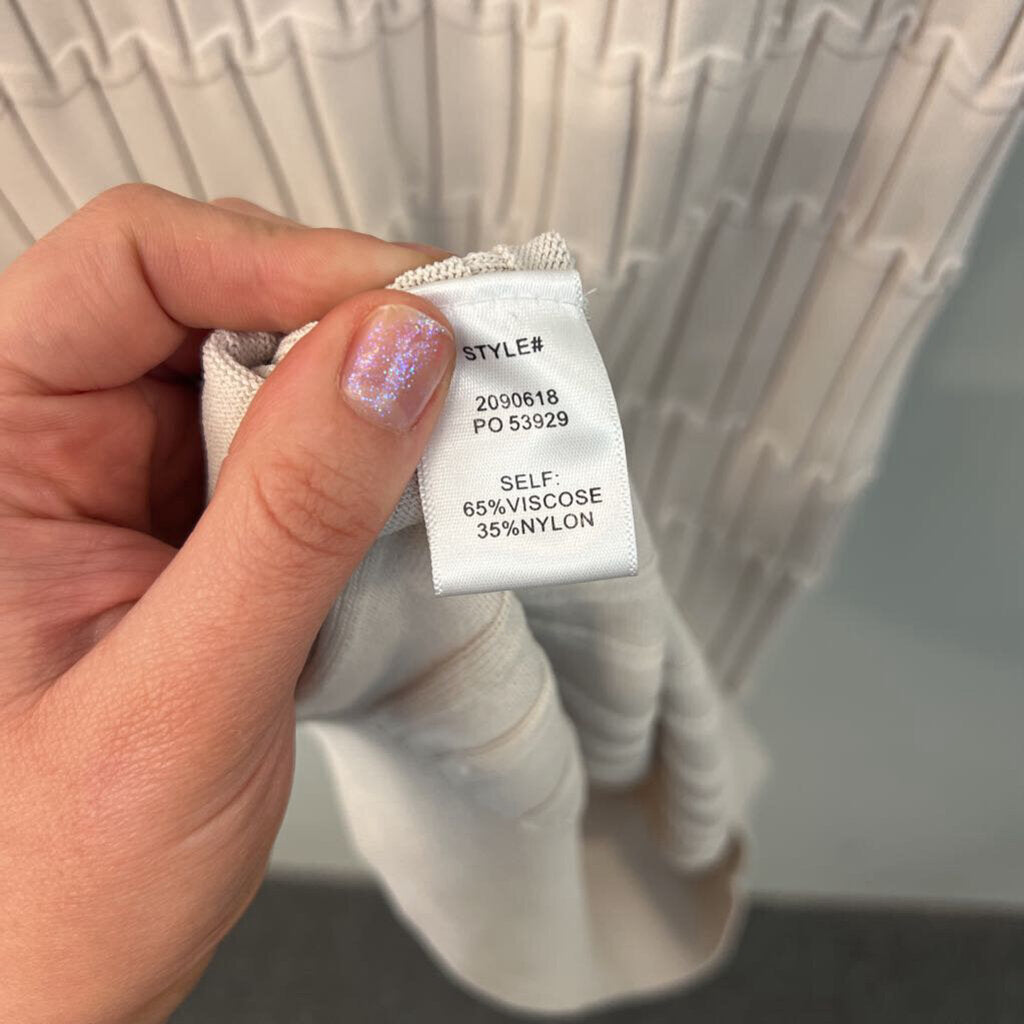 STYLE#
2090618
PO 53929
SELF:
65%VISCOSE
35%NYLON